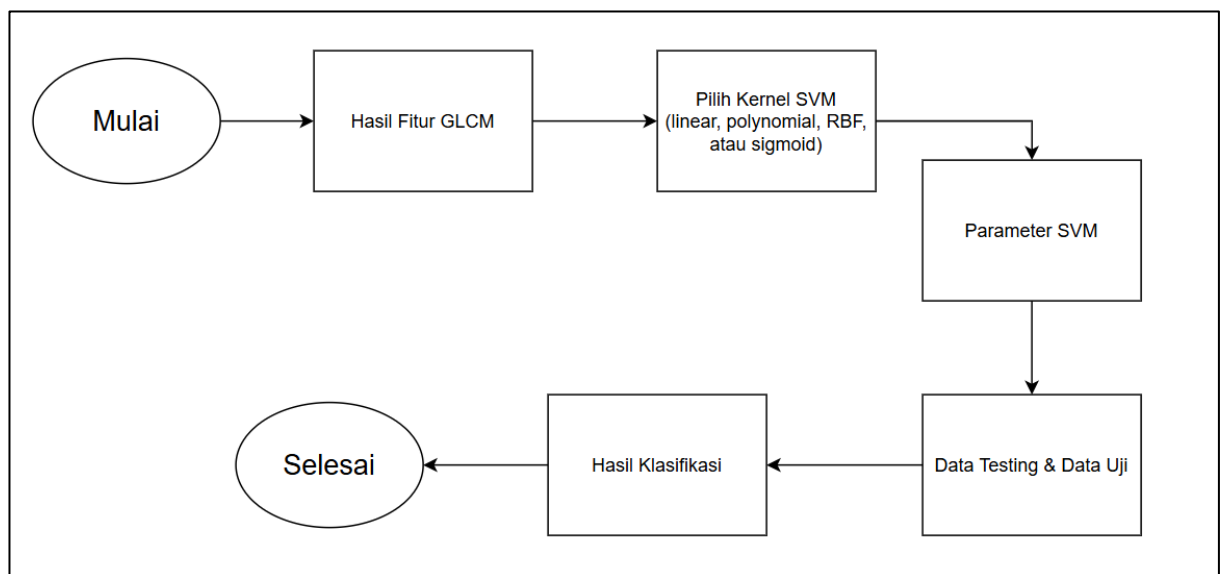 Mulai
Hasil Fitur GLCM
Pilih Kernel SVM
(linear, polynomial, RBF,
atau sigmoid)
Parameter SVM
Data Testing & Data Uji
Hasil Klasifikasi
Selesai